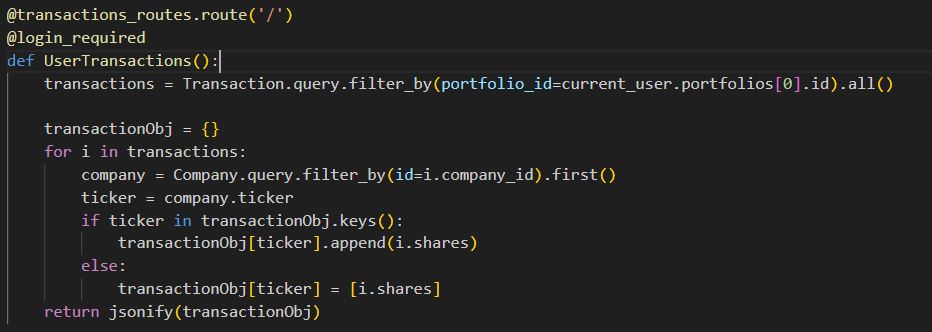 @transactions_routes.route('/')
@login_required
def UserTransactions():
    transactions = Transaction.query.filter_by(portfolio_id=current_user.portfolios[0].id).all()

    transactionObj = {}
    for i in transactions:
        company = Company.query.filter_by(id=i.company_id).first()
        ticker = company.ticker
        if ticker in transactionObj.keys():
            transactionObj[ticker].append(i.shares)
        else:
            transactionObj[ticker] = [i.shares]
    return jsonify(transactionObj)